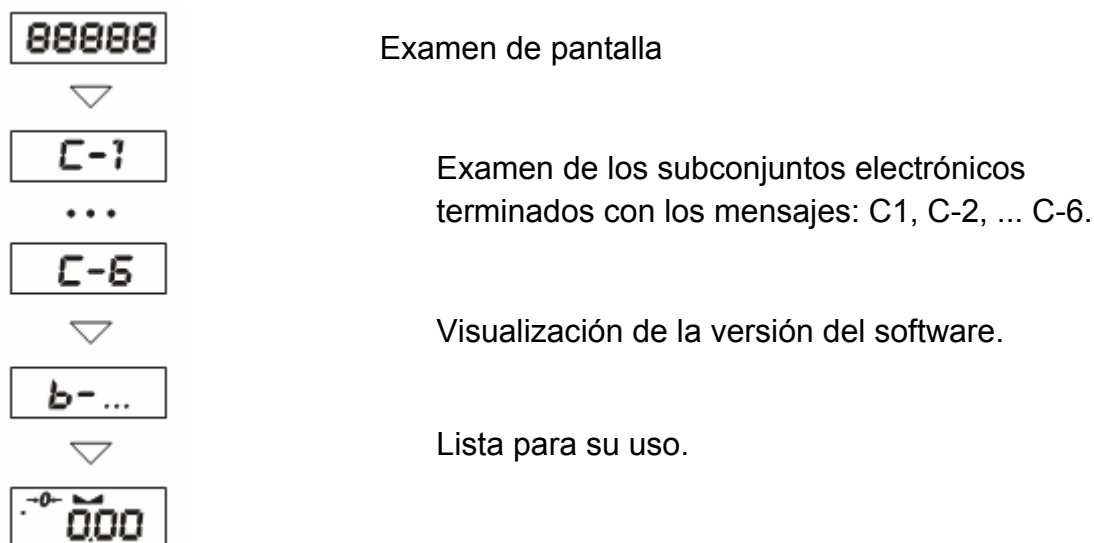 88888
Examen de pantalla
C-1
Examen de los subconjuntos electrónicos
terminados con los mensajes: C1, C-2, ... C-6.
...
C-6
Visualización de la versión del software.
b-...
Lista para su uso.
→0←
0.00